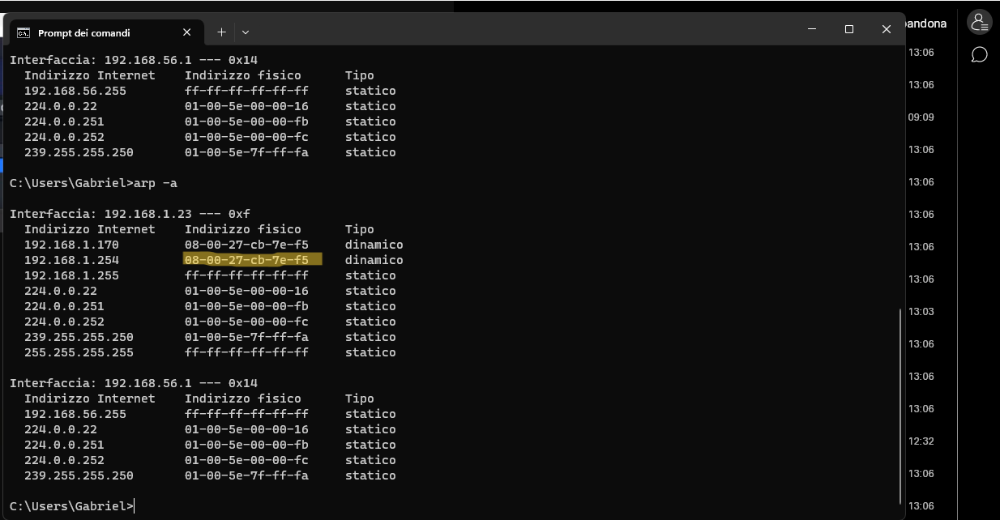 Prompt dei comandi
andona
Interfaccia: 192.168.56.1 --- 0x14
Indirizzo Internet Indirizzo fisico Tipo
192.168.56.255 ff-ff-ff-ff-ff-ff statico
224.0.0.22 01-00-5e-00-00-16 statico
224.0.0.251 01-00-5e-00-00-fb statico
224.0.0.252 01-00-5e-00-00-fc statico
239.255.255.250 01-00-5e-7f-ff-fa statico
C:\Users\Gabriel>arp -a
Interfaccia: 192.168.1.23 --- 0xf
Indirizzo Internet Indirizzo fisico Tipo
192.168.1.170 08-00-27-cb-7e-f5 dinamico
192.168.1.254 08-00-27-cb-7e-f5 dinamico
192.168.1.255 ff-ff-ff-ff-ff-ff statico
224.0.0.22 01-00-5e-00-00-16 statico
224.0.0.251 01-00-5e-00-00-fb statico
224.0.0.252 01-00-5e-00-00-fc statico
239.255.255.250 01-00-5e-7f-ff-fa statico
255.255.255.255 ff-ff-ff-ff-ff-ff statico
Interfaccia: 192.168.56.1 --- 0x14
Indirizzo Internet Indirizzo fisico Tipo
192.168.56.255 ff-ff-ff-ff-ff-ff statico
224.0.0.22 01-00-5e-00-00-16 statico
224.0.0.251 01-00-5e-00-00-fb statico
224.0.0.252 01-00-5e-00-00-fc statico
239.255.255.250 01-00-5e-7f-ff-fa statico
C:\Users\Gabriel>
13:06
13:06
09:09
13:06
13:06
13:06
13:06
13:06
13:03
13:06
13:06
13:06
12:32
13:06
13:06